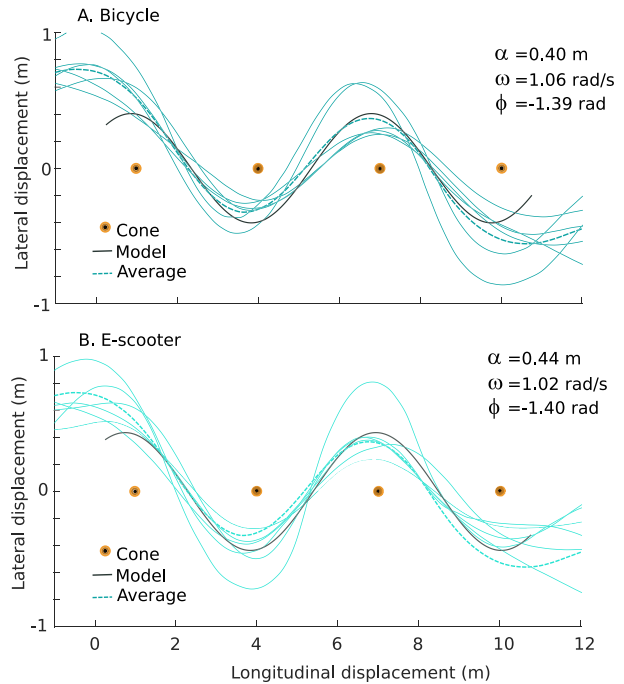 A. Bicycle
1
0
-1
Lateral displacement (m)
α =0.40 m
ω =1.06 rad/s
ϕ =-1.39 rad
Cone
Model
Average
B. E-scooter
1
0
-1
Lateral displacement (m)
α =0.44 m
ω =1.02 rad/s
ϕ =-1.40 rad
Cone
Model
Average
0 2 4 6 8 10 12
Longitudinal displacement (m)